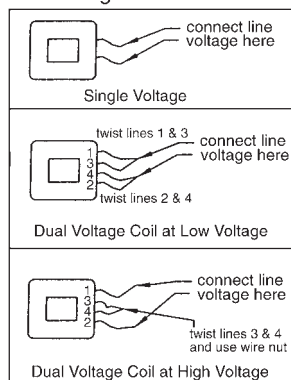 connect line
voltage here
Single Voltage
twist lines 1 & 3
connect line
voltage here
1
3
4
2
twist lines 2 & 4
Dual Voltage Coil at Low Voltage
connect line
voltage here
1
3
4
2
twist lines 3 & 4
and use wire nut
Dual Voltage Coil at High Voltage